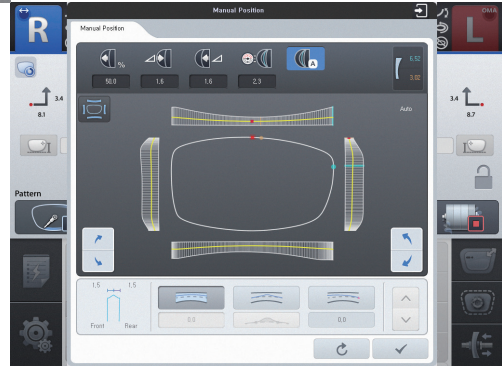 Manual Position
OMA
R
L
Manual Position
%
A
50.0
1.6
1.6
2.3
6.52
3.02
3.4
8.1
Auto
3.4
8.7
Pattern
1,5
1,5
Front
Rear
0,0
0,0